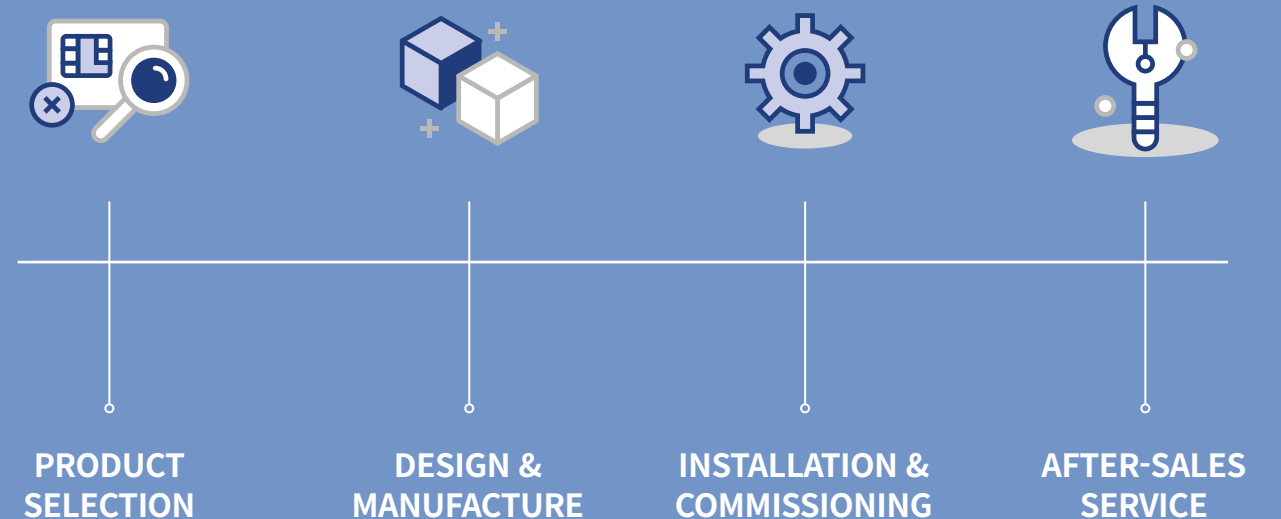 PRODUCT
SELECTION
DESIGN &
MANUFACTURE
INSTALLATION &
COMMISSIONING
AFTER-SALES
SERVICE